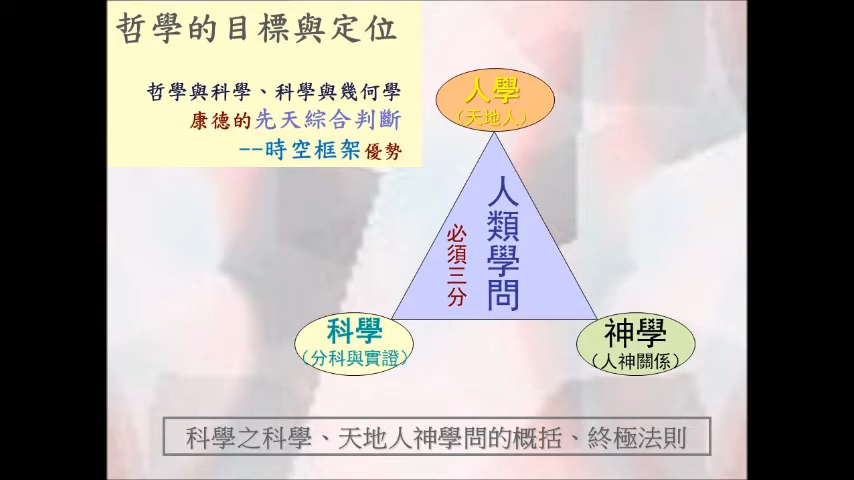 哲學的目標與定位
哲學與科學、科學與幾何學
康德的先天綜合判斷
--時空框架優勢
人學
(天地人)
人類學問
必須三分
科學
(分科與實證)
神學
(人神關係)
科學之科學、天地人神學問的概括、終極法則